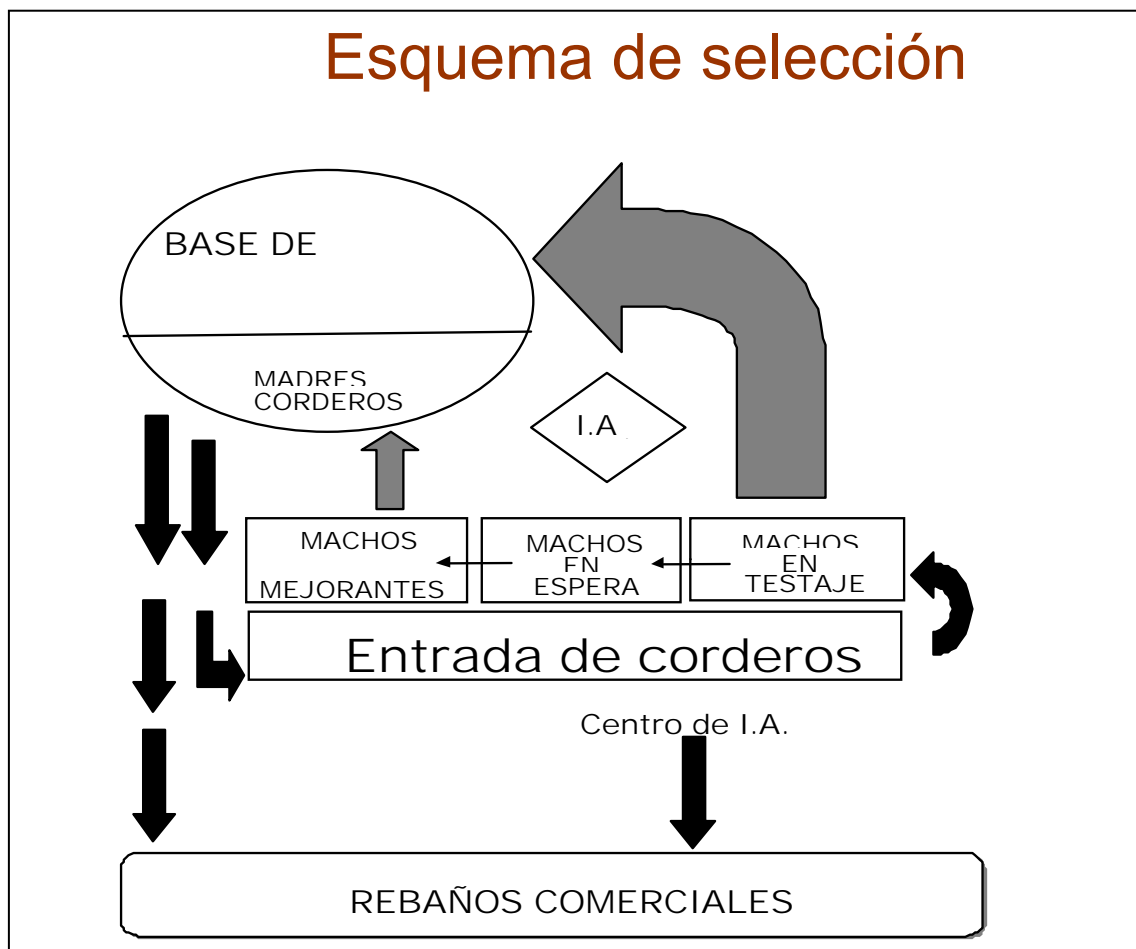 Esquema de selección
BASE DE
MADRES
CORDEROS
I.A
MACHOS
MEJORANTES
MACHOS
EN
ESPERA
MACHOS
EN
TESTAJE
Entrada de corderos
Centro de I.A.
REBAÑOS COMERCIALES